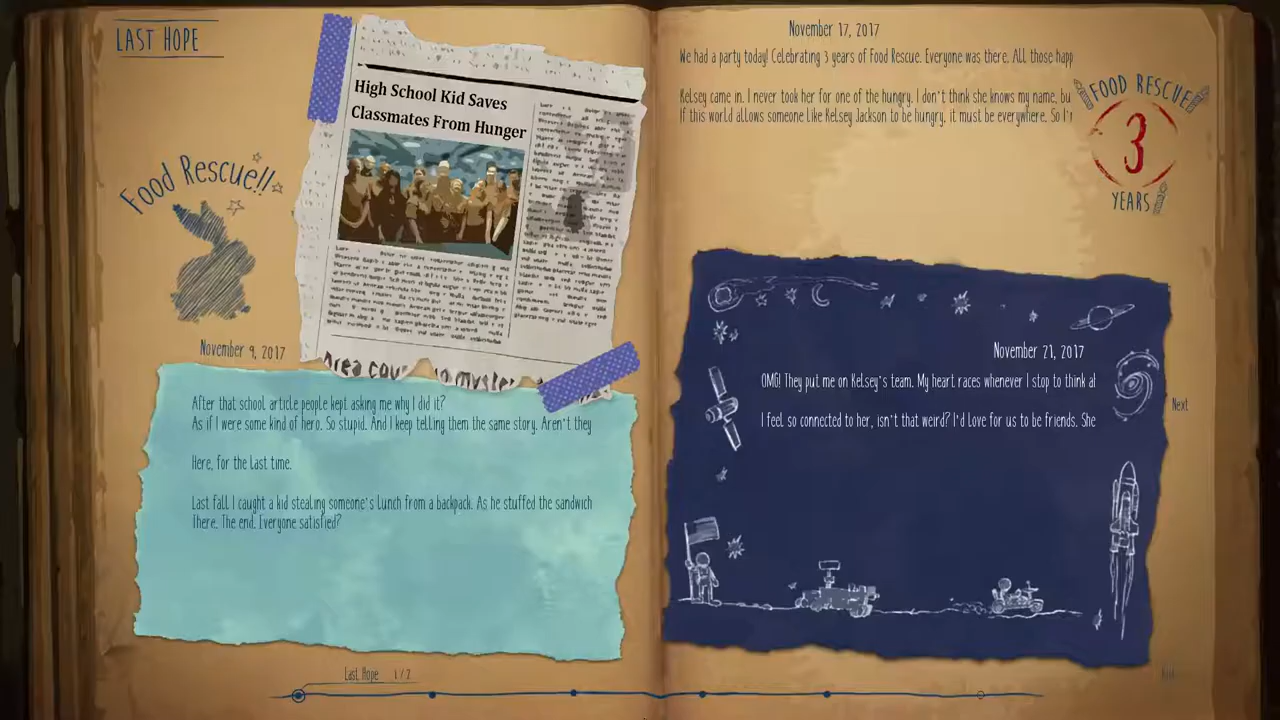 LAST HOPE
High School Kid Saves
Classmates From Hunger
Food Rescue!!
November 9, 2017
After that school article people kept asking me why I did it?
As if I were some kind of hero. So stupid. And I keep telling them the same story. Aren't they
Here, for the last time.
Last fall I caught a kid stealing someone's lunch from a backpack. As he stuffed the sandwich
There. The end. Everyone satisfied?
Last Hope 1/2
November 17, 2017
We had a party today! Celebrating 3 years of Food Rescue. Everyone was there. ALL those happ
Kelsey came in. I never took her for one of the hungry. I don't think she knows my name, bu
If this world allows someone like Kelsey Jackson to be hungry, it must be everywhere. So I'
FOOD RESCUE
3
YEARS
November 21, 2017
OMG! They put me on Kelsey's team. My heart races whenever I stop to think a
I feel so connected to her, isn't that weird? I'd love for us to be friends. She
Next